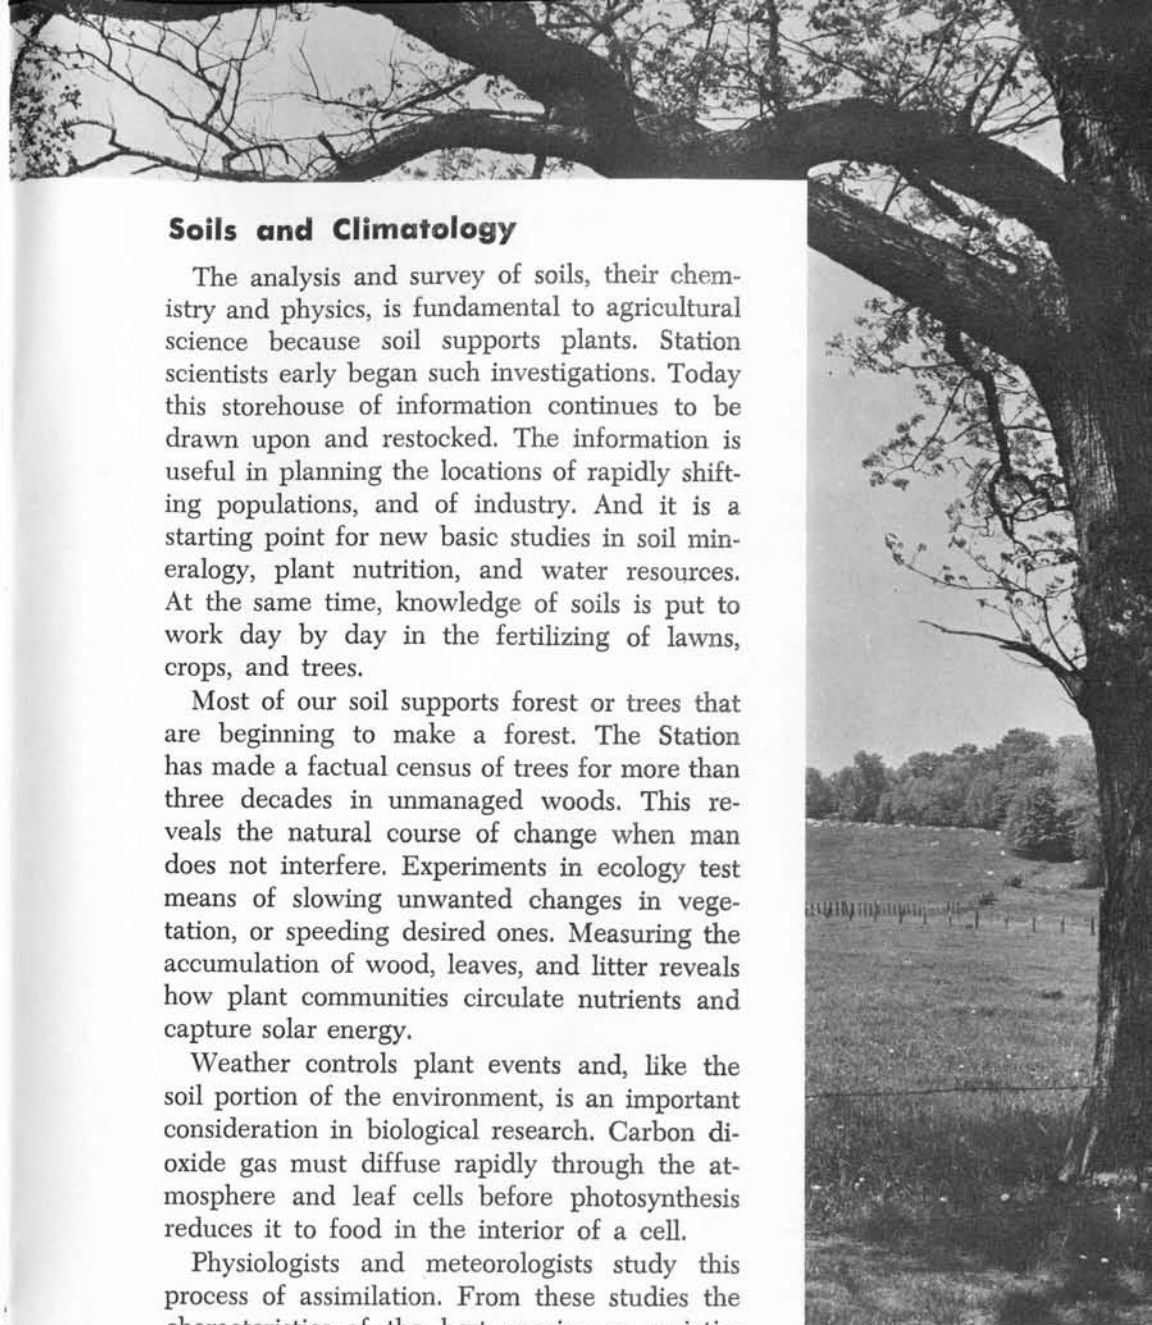 Soils and Climatology
The analysis and survey of soils, their chem-
istry and physics, is fundamental to agricultural
science because soil supports plants. Station
scientists early began such investigations. Today
this storehouse of information continues to be
drawn upon and restocked. The information is
useful in planning the locations of rapidly shift-
ing populations, and of industry. And it is a
starting point for new basic studies in soil min-
eralogy, plant nutrition, and water resources.
At the same time, knowledge of soils is put to
work day by day in the fertilizing of lawns,
crops, and trees.
Most of our soil supports forest or trees that
are beginning to make a forest. The Station
has made a factual census of trees for more than
three decades in unmanaged woods. This re-
veals the natural course of change when man
does not interfere. Experiments in ecology test
means of slowing unwanted changes in vege-
tation, or speeding desired ones. Measuring the
accumulation of wood, leaves, and litter reveals
how plant communities circulate nutrients and
capture solar energy.
Weather controls plant events and, like the
soil portion of the environment, is an important
consideration in biological research. Carbon di-
oxide gas must diffuse rapidly through the at-
mosphere and leaf cells before photosynthesis
reduces it to food in the interior of a cell.
Physiologists and meteorologists study this
process of assimilation. From these studies the